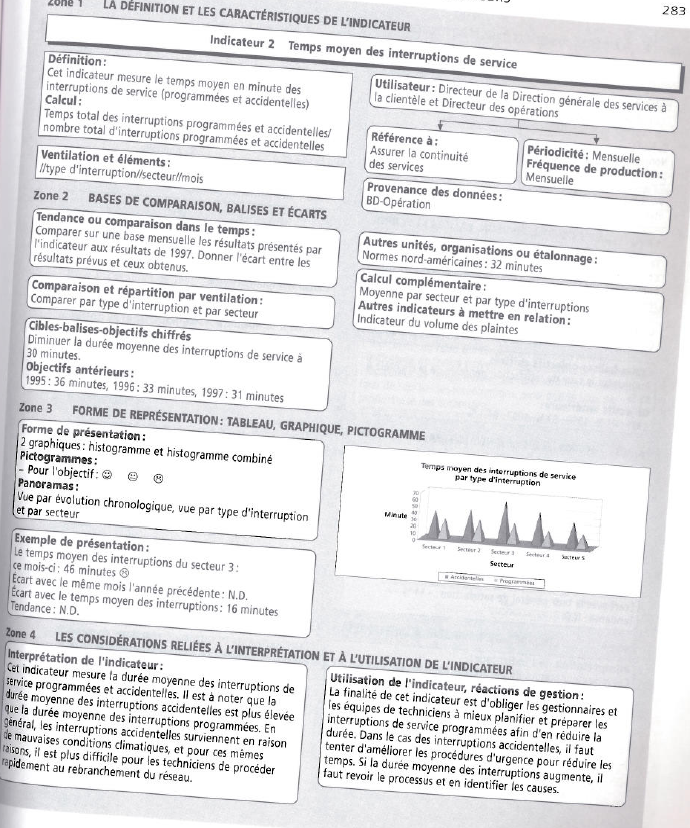 283
Zone 1 LA DÉFINITION ET LES CARACTÉRISTIQUES DE L'INDICATEUR
Indicateur 2 Temps moyen des interruptions de service
Définition :
Cet indicateur mesure le temps moyen en minute des
interruptions de service (programmées et accidentelles)
Calcul :
Temps total des interruptions programmées et accidentelles/
nombre total d'interruptions programmées et accidentelles
Utilisateur : Directeur de la Direction générale des services à
la clientèle et Directeur des opérations
Référence à :
Assurer la continuité
des services
Périodicité : Mensuelle
Fréquence de production :
Mensuelle
Ventilation et éléments :
//type d'interruption//secteur//mois
Provenance des données :
BD-Opération
Zone 2 BASES DE COMPARAISON, BALISES ET ÉCARTS
Tendance ou comparaison dans le temps :
Comparer sur une base mensuelle les résultats présentés par
l'indicateur aux résultats de 1997. Donner l'écart entre les
résultats prévus et ceux obtenus.
Autres unités, organisations ou étalonnage :
Normes nord-américaines : 32 minutes
Comparaison et répartition par ventilation :
Comparer par type d'interruption et par secteur
Calcul complémentaire :
Moyenne par secteur et par type d'interruptions
Autres indicateurs à mettre en relation :
Indicateur du volume des plaintes
Cibles-balises-objectifs chiffrés
Diminuer la durée moyenne des interruptions de service à
30 minutes.
Objectifs antérieurs :
1995 : 36 minutes, 1996 : 33 minutes, 1997 : 31 minutes
Zone 3 FORME DE REPRÉSENTATION : TABLEAU, GRAPHIQUE, PICTOGRAMME
Forme de présentation :
2 graphiques : histogramme et histogramme combiné
Pictogrammes :
– Pour l'objectif : ☺ 😐 ☹
Panoramas :
Vue par évolution chronologique, vue par type d'interruption
et par secteur
Temps moyen des interruptions de service
par type d'interruption
Minute
70
60
50
40
30
20
10
0
Secteur 1 Secteur 2 Secteur 3 Secteur 4 Secteur 5
Secteur
Accidentelles Programmées
Exemple de présentation :
Le temps moyen des interruptions du secteur 3 :
ce mois-ci : 46 minutes ☹
Écart avec le même mois l'année précédente : N.D.
Écart avec le temps moyen des interruptions : 16 minutes
Tendance : N.D.
Zone 4 LES CONSIDÉRATIONS RELIÉES À L'INTERPRÉTATION ET À L'UTILISATION DE L'INDICATEUR
Interprétation de l'indicateur :
Cet indicateur mesure la durée moyenne des interruptions de
service programmées et accidentelles. Il est à noter que la
durée moyenne des interruptions accidentelles est plus élevée
que la durée moyenne des interruptions programmées. En
général, les interruptions accidentelles surviennent en raison
de mauvaises conditions climatiques, et pour ces mêmes
raisons, il est plus difficile pour les techniciens de procéder
rapidement au rebranchement du réseau.
Utilisation de l'indicateur, réactions de gestion :
La finalité de cet indicateur est d'obliger les gestionnaires et
les équipes de techniciens à mieux planifier et préparer les
interruptions de service programmées afin d'en réduire la
durée. Dans le cas des interruptions accidentelles, il faut
tenter d'améliorer les procédures d'urgence pour réduire les
temps. Si la durée moyenne des interruptions augmente, il
faut revoir le processus et en identifier les causes.